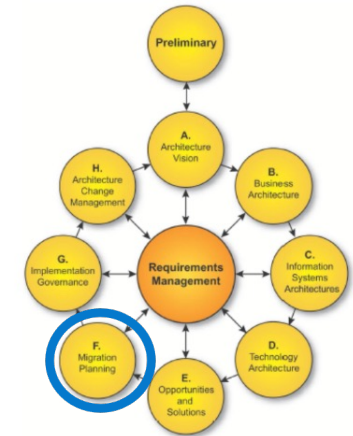 Preliminary
A.
Architecture
Vision
B.
Business
Architecture
C.
Information
Systems
Architectures
D.
Technology
Architecture
E.
Opportunities
and
Solutions
F.
Migration
Planning
G.
Implementation
Governance
H.
Architecture
Change
Management
Requirements
Management